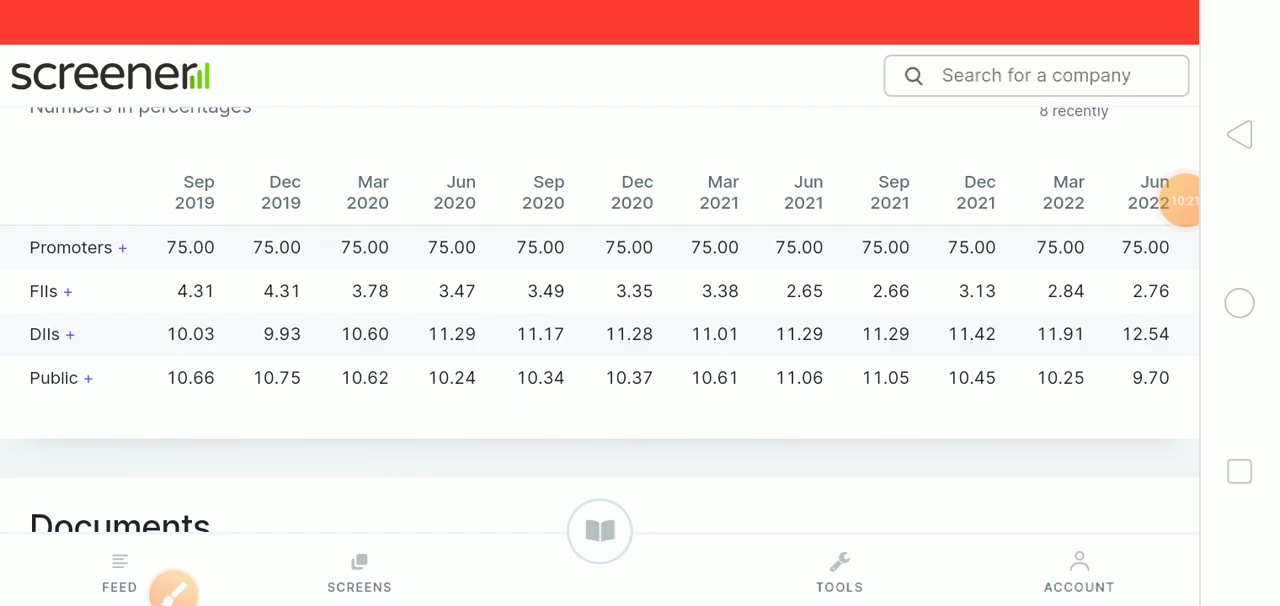 screener
Search for a company
Numbers in percentages
8 recently
Sep 2019 Dec 2019 Mar 2020 Jun 2020 Sep 2020 Dec 2020 Mar 2021 Jun 2021 Sep 2021 Dec 2021 Mar 2022 Jun 2022
Promoters + 75.00 75.00 75.00 75.00 75.00 75.00 75.00 75.00 75.00 75.00 75.00 75.00
FIIs + 4.31 4.31 3.78 3.47 3.49 3.35 3.38 2.65 2.66 3.13 2.84 2.76
DIIs + 10.03 9.93 10.60 11.29 11.17 11.28 11.01 11.29 11.29 11.42 11.91 12.54
Public + 10.66 10.75 10.62 10.24 10.34 10.37 10.61 11.06 11.05 10.45 10.25 9.70
10:21
Documents
FEED SCREENS TOOLS ACCOUNT